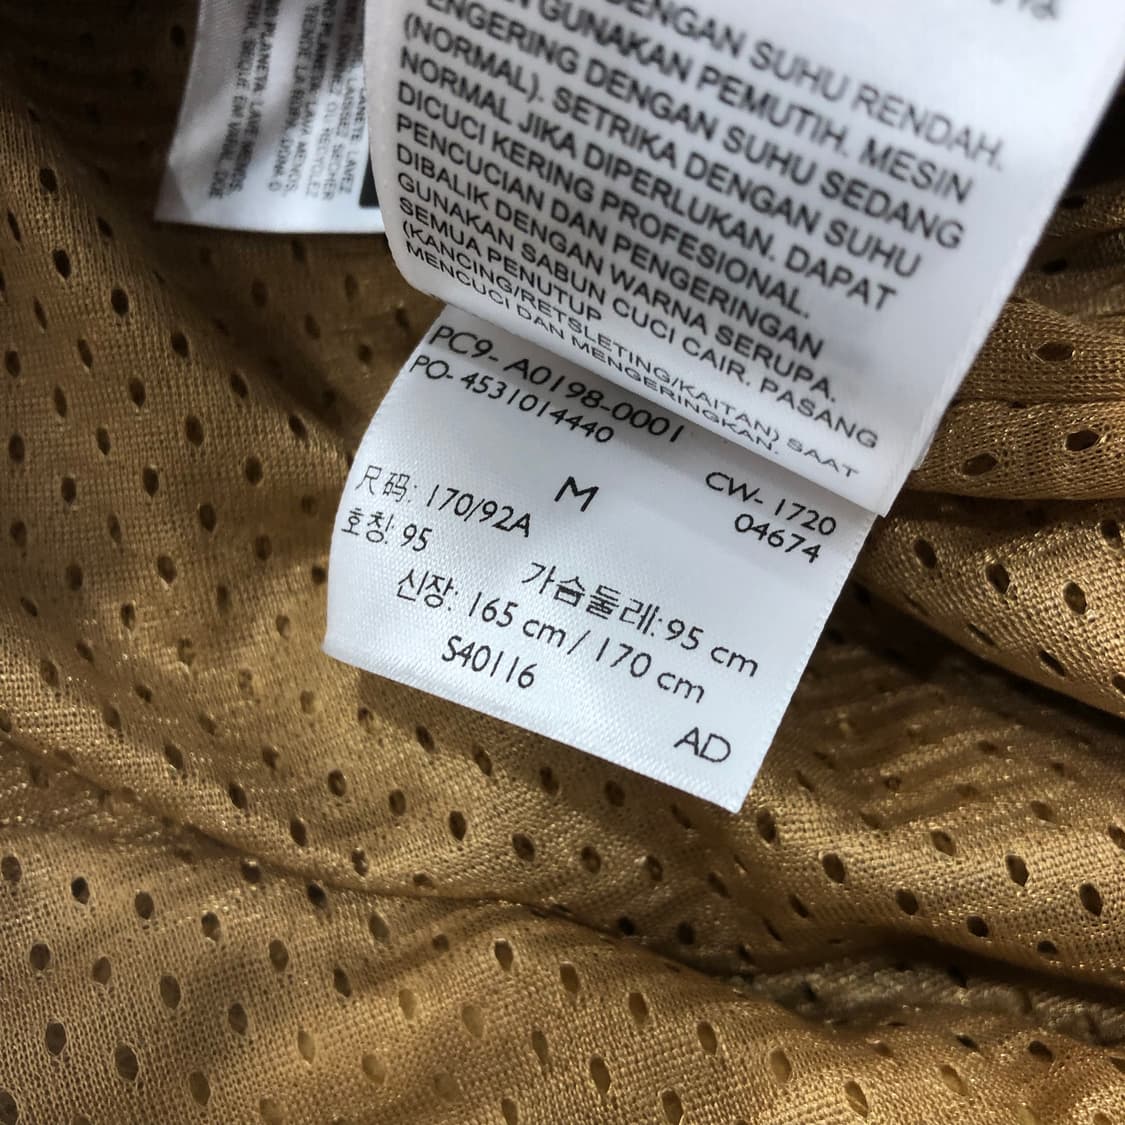 DENGAN SUHU RENDAH.
GUNAKAN PEMUTIH. MESIN
PENGERING DENGAN SUHU SEDANG
(NORMAL). SETRIKA DENGAN SUHU
NORMAL JIKA DIPERLUKAN. DAPAT
DICUCI KERING PROFESIONAL.
PENCUCIAN DAN PENGERINGAN
DIBALIK DENGAN WARNA SERUPA.
GUNAKAN SABUN CUCI CAIR. PASANG
SEMUA PENUTUP
(KANCING/RETSLETING/KAITAN) SAAT
MENCUCI DAN MENGERINGKAN.
PC9- A0198-0001
PO- 4531014440
CW- 1720
04674
M
尺码: 170/92A
호칭: 95
가슴둘레: 95 cm
신장: 165 cm / 170 cm
S40116
AD